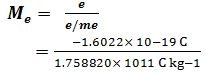 Me = e / e/me
= −1.6022× 10−19 C / 1.758820× 1011 C kg−1